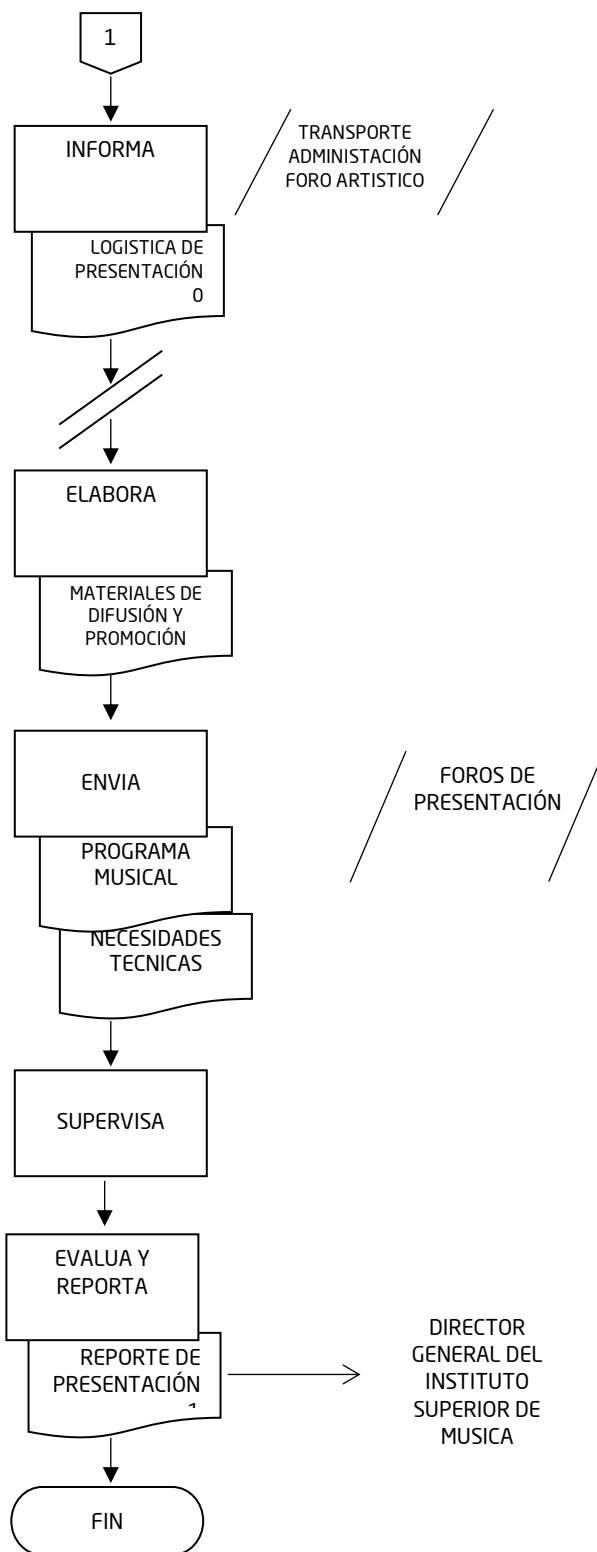 1
INFORMA
TRANSPORTE
ADMINISTACIÓN
FORO ARTISTICO
LOGISTICA DE
PRESENTACIÓN
0
ELABORA
MATERIALES DE
DIFUSIÓN Y
PROMOCIÓN
ENVIA
FOROS DE
PRESENTACIÓN
PROGRAMA
MUSICAL
NECESIDADES
TECNICAS
SUPERVISA
EVALUA Y
REPORTA
REPORTE DE
PRESENTACIÓN
DIRECTOR
GENERAL DEL
INSTITUTO
SUPERIOR DE
MUSICA
FIN